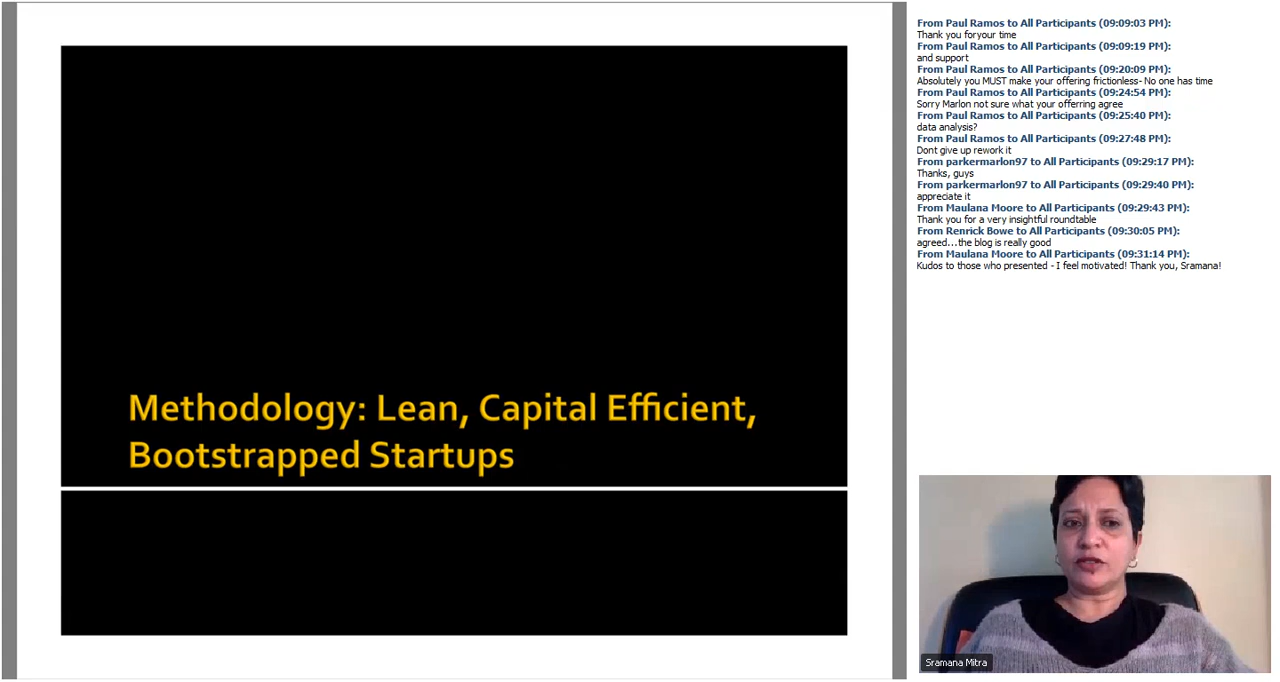 Methodology: Lean, Capital Efficient,
Bootstrapped Startups
From Paul Ramos to All Participants (09:09:03 PM):
Thank you foryour time
From Paul Ramos to All Participants (09:09:19 PM):
and support
From Paul Ramos to All Participants (09:20:09 PM):
Absolutely you MUST make your offering frictionless- No one has time
From Paul Ramos to All Participants (09:24:54 PM):
Sorry Marlon not sure what your offerring agree
From Paul Ramos to All Participants (09:25:40 PM):
data analysis?
From Paul Ramos to All Participants (09:27:48 PM):
Dont give up rework it
From parkermarlon97 to All Participants (09:29:17 PM):
Thanks, guys
From parkermarlon97 to All Participants (09:29:40 PM):
appreciate it
From Maulana Moore to All Participants (09:29:43 PM):
Thank you for a very insightful roundtable
From Renrick Bowe to All Participants (09:30:05 PM):
agreed...the blog is really good
From Maulana Moore to All Participants (09:31:14 PM):
Kudos to those who presented - I feel motivated! Thank you, Sramana!
Sramana Mitra